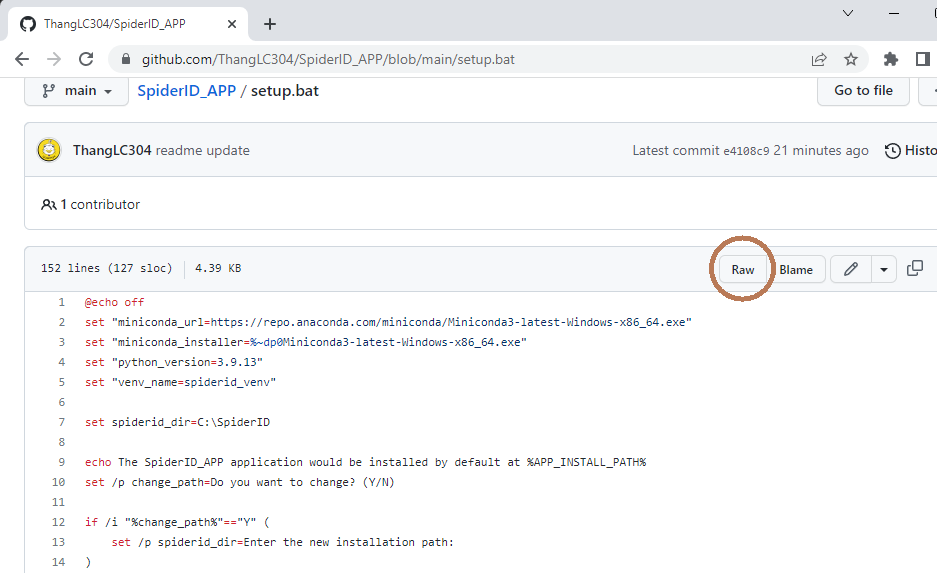 ThangLC304/SpiderID_APP
github.com/ThangLC304/SpiderID_APP/blob/main/setup.bat
main SpiderID_APP / setup.bat Go to file
ThangLC304 readme update Latest commit e4108c9 21 minutes ago Histo
1 contributor
152 lines (127 sloc) 4.39 KB Raw Blame
1 @echo off
2 set "miniconda_url=https://repo.anaconda.com/miniconda/Miniconda3-latest-Windows-x86_64.exe"
3 set "miniconda_installer=%~dp0Miniconda3-latest-Windows-x86_64.exe"
4 set "python_version=3.9.13"
5 set "venv_name=spiderid_venv"
6
7 set spiderid_dir=C:\SpiderID
8
9 echo The SpiderID_APP application would be installed by default at %APP_INSTALL_PATH%
10 set /p change_path=Do you want to change? (Y/N)
11
12 if /i "%change_path%"=="Y" (
13 set /p spiderid_dir=Enter the new installation path:
14 )